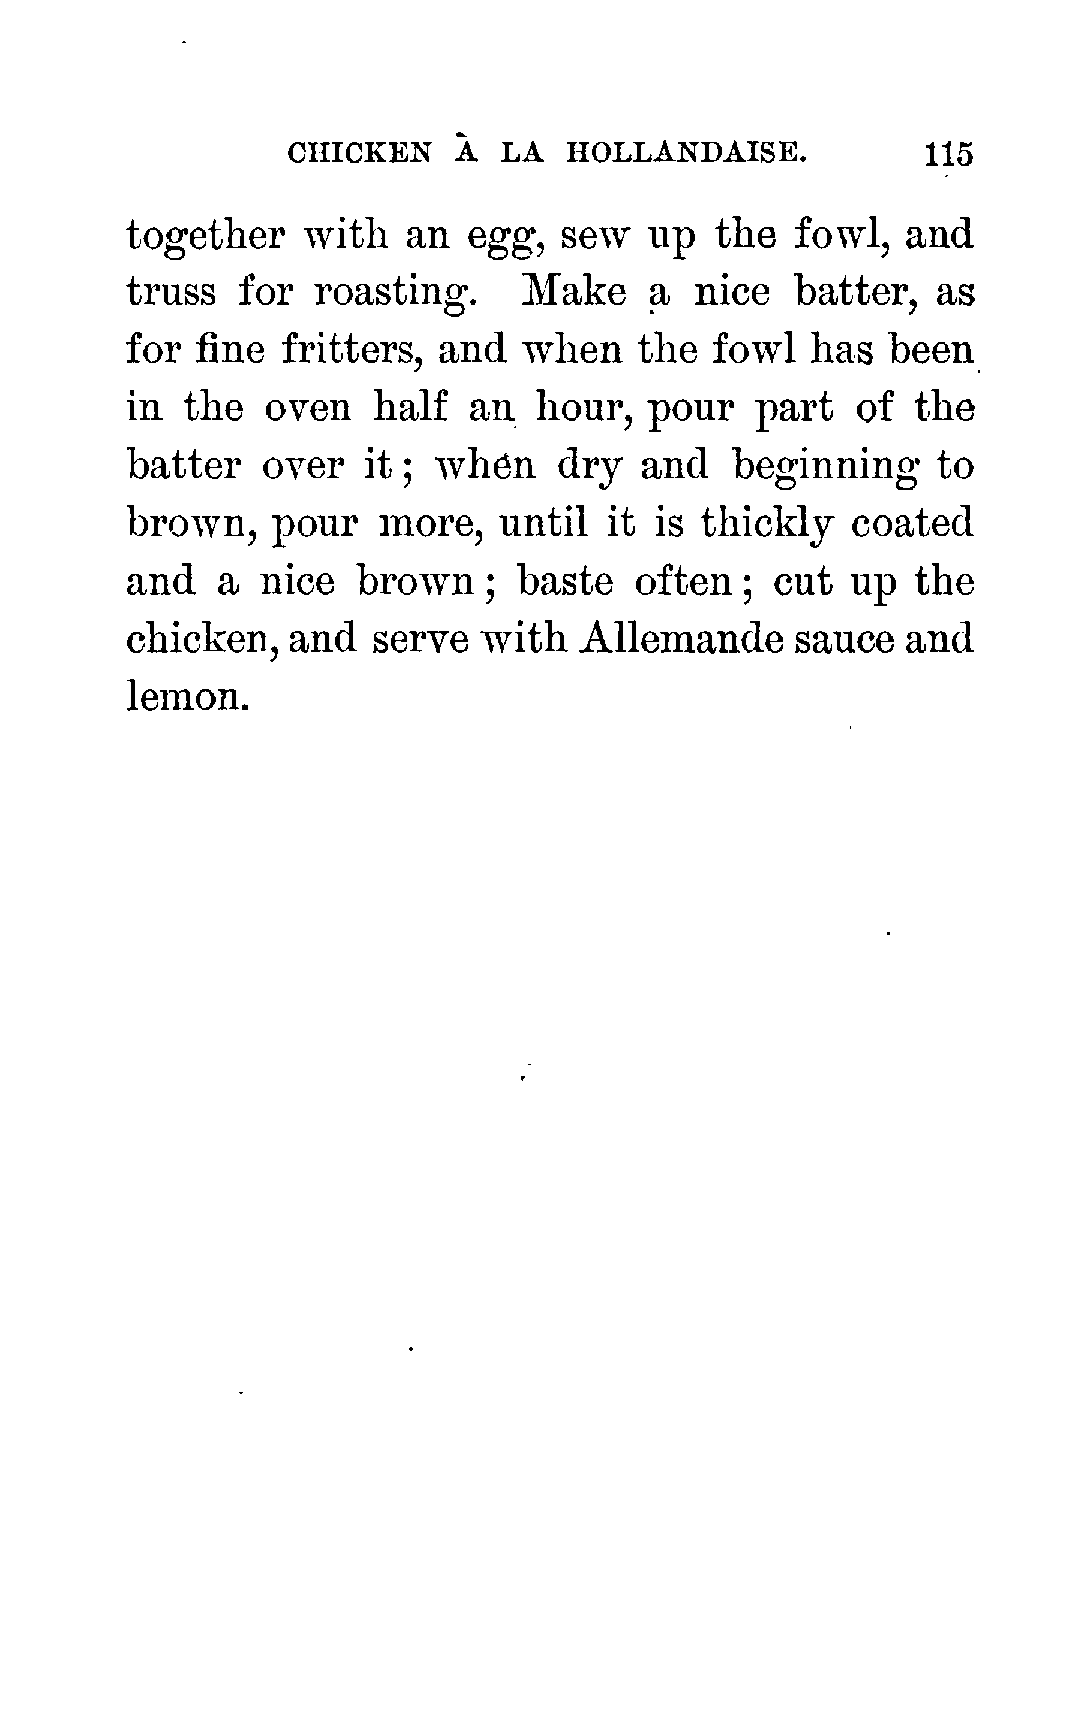 CHICKEN À LA HOLLANDAISE. 115
together with an egg, sew up the fowl, and
truss for roasting. Make a nice batter, as
for fine fritters, and when the fowl has been
in the oven half an hour, pour part of the
batter over it; when dry and beginning to
brown, pour more, until it is thickly coated
and a nice brown; baste often; cut up the
chicken, and serve with Allemande sauce and
lemon.